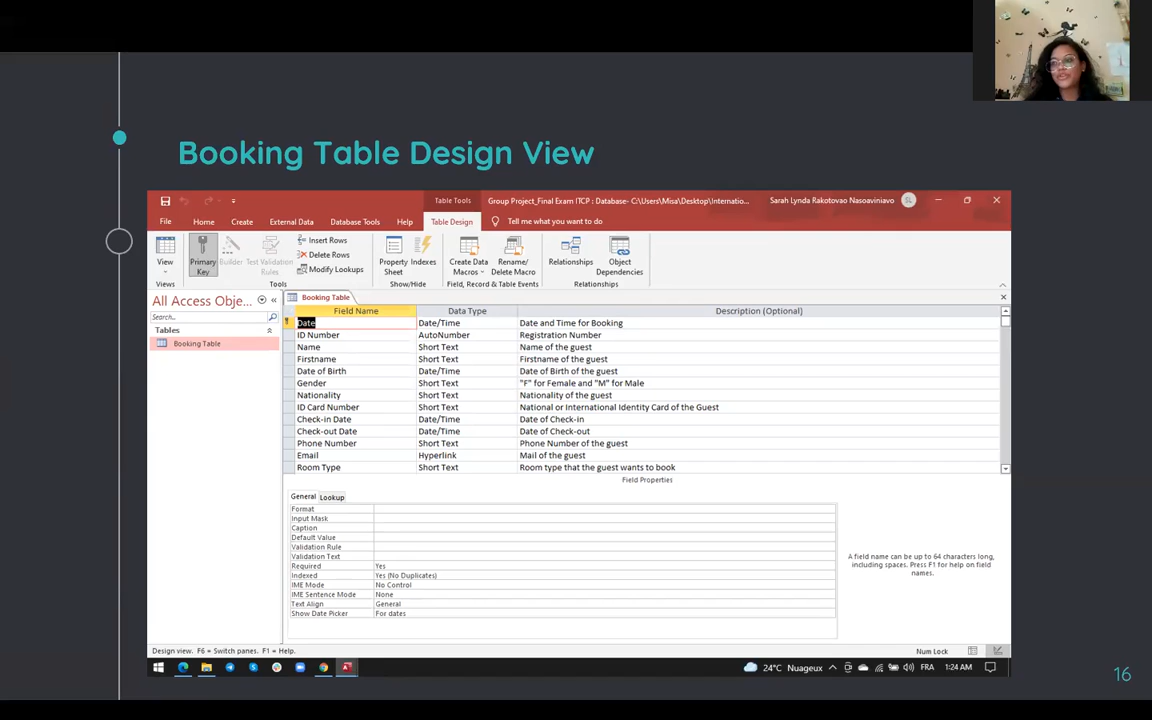 Booking Table Design View
Table Tools
Group Project_Final Exam ITCP : Database- C:\Users\Misa\Desktop\Internatio...
Sarah Lynda Rakotovao Nasoaviniavo
File Home Create External Data Database Tools Help Table Design Tell me what you want to do
View
Primary Key
Builder
Test Validation Rules
Insert Rows
Delete Rows
Modify Lookups
Property Sheet
Indexes
Create Data Macros
Rename/ Delete Macro
Relationships
Object Dependencies
Views Tools Show/Hide Field, Record & Table Events Relationships
All Access Obje...
Search...
Tables
Booking Table
Booking Table
Field Name Data Type Description (Optional)
Date Date/Time Date and Time for Booking
ID Number AutoNumber Registration Number
Name Short Text Name of the guest
Firstname Short Text Firstname of the guest
Date of Birth Date/Time Date of Birth of the guest
Gender Short Text "F" for Female and "M" for Male
Nationality Short Text Nationality of the guest
ID Card Number Short Text National or International Identity Card of the Guest
Check-in Date Date/Time Date of Check-in
Check-out Date Date/Time Date of Check-out
Phone Number Short Text Phone Number of the guest
Email Hyperlink Mail of the guest
Room Type Short Text Room type that the guest wants to book
Field Properties
General Lookup
Format
Input Mask
Caption
Default Value
Validation Rule
Validation Text
Required Yes
Indexed Yes (No Duplicates)
IME Mode No Control
IME Sentence Mode None
Text Align General
Show Date Picker For dates
A field name can be up to 64 characters long,
including spaces. Press F1 for help on field
names.
Design view. F6 = Switch panes. F1 = Help.
Num Lock
24°C Nuageux
FRA
1:24 AM
16